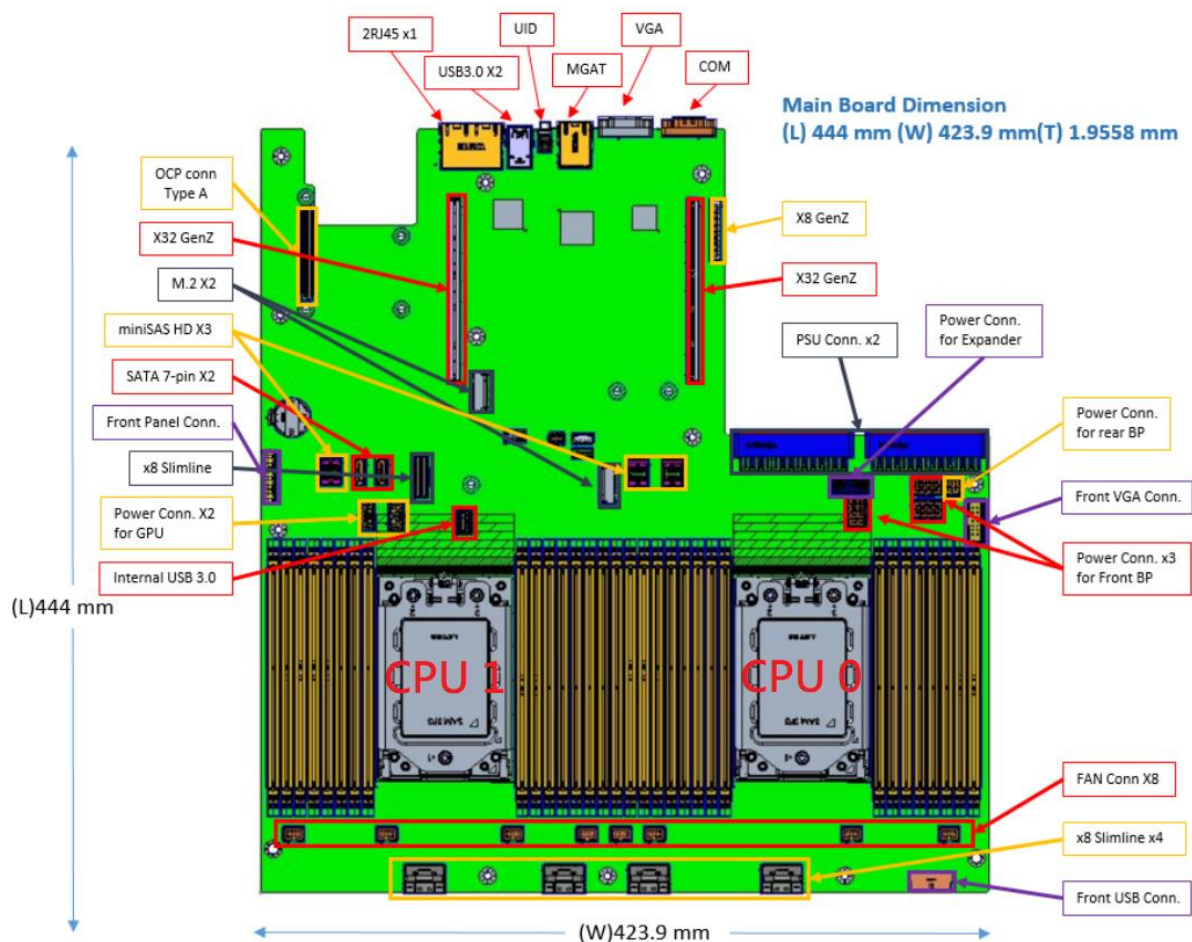 2RJ45 x1
UID
VGA
USB3.0 X2
MGAT
COM
Main Board Dimension
(L) 444 mm (W) 423.9 mm(T) 1.9558 mm
OCP conn
Type A
X32 GenZ
M.2 X2
miniSAS HD X3
SATA 7-pin X2
Front Panel Conn.
x8 Slimline
Power Conn. X2
for GPU
Internal USB 3.0
X8 GenZ
X32 GenZ
PSU Conn. x2
Power Conn.
for Expander
Power Conn.
for rear BP
Front VGA Conn.
Power Conn. x3
for Front BP
(L)444 mm
CPU 1
CPU 0
FAN Conn X8
x8 Slimline x4
Front USB Conn.
(W)423.9 mm